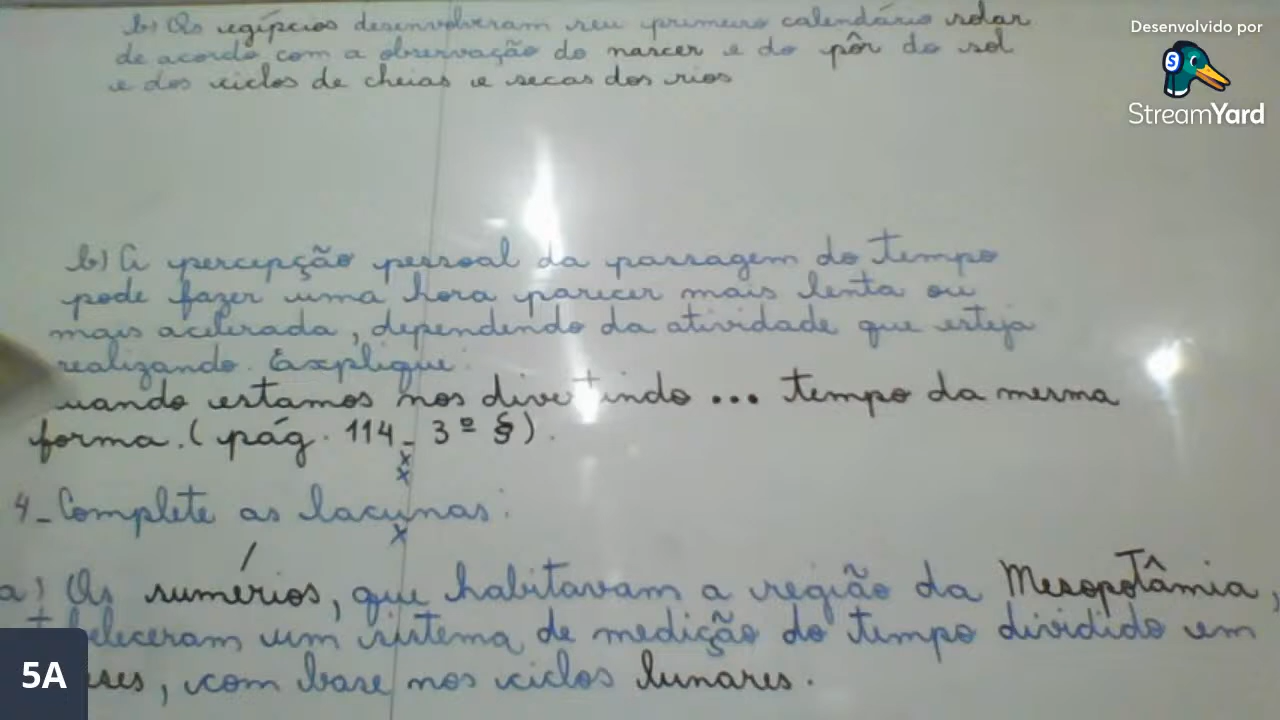 b) Os egípcios desenvolveram seu primeiro calendário solar
de acordo com a observação do nascer e do pôr do sol
e dos ciclos de cheias e secas dos rios
Desenvolvido por
StreamYard
b) A percepção pessoal da passagem do tempo
pode fazer uma hora parecer mais lenta ou
mais acelerada, dependendo da atividade que esteja
realizando. Explique:
uando estamos nos divertindo ... tempo da mesma
forma. (pág. 114 - 3º §).
4- Complete as lacunas:
a) Os sumérios, que habitavam a região da Mesopotâmia,
beleceram um sistema de medição do tempo dividido em
5A
eses, com base nos ciclos lunares.